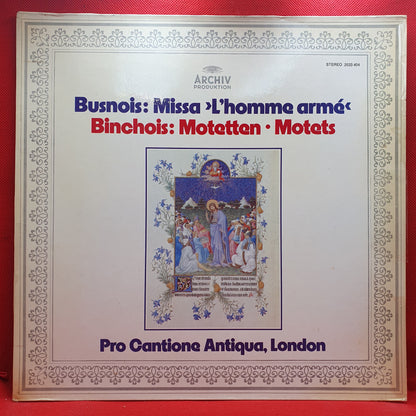 ARCHIV
PRODUKTION
STEREO 2533 404
Busnois: Missa ›L'homme armé‹
Binchois: Motetten · Motets
Pro Cantione Antiqua, London